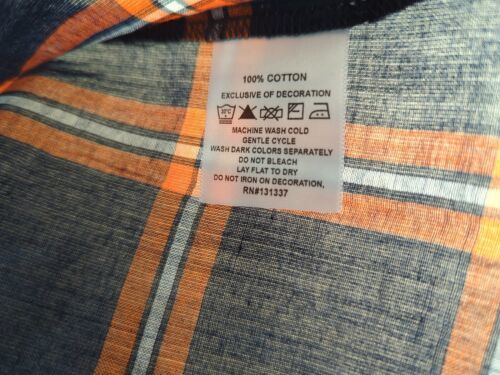 100% COTTON
EXCLUSIVE OF DECORATION
30°C
MACHINE WASH COLD
GENTLE CYCLE
WASH DARK COLORS SEPARATELY
DO NOT BLEACH
LAY FLAT TO DRY
DO NOT IRON ON DECORATION,
RN#131337